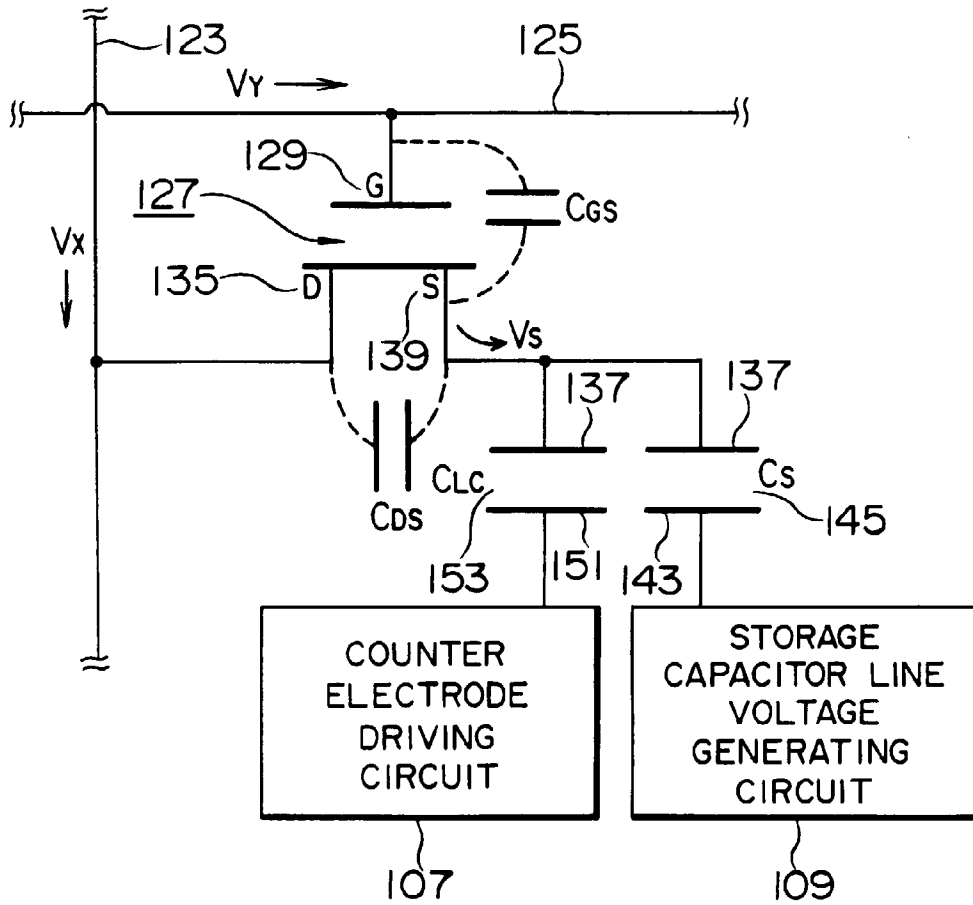 123
VY
125
129
G
127
CGS
VX
135
D
S
139
VS
137
137
CLC
CS
CDS
145
153
151
143
COUNTER
ELECTRODE
DRIVING
CIRCUIT
STORAGE
CAPACITOR LINE
VOLTAGE
GENERATING
CIRCUIT
107
109